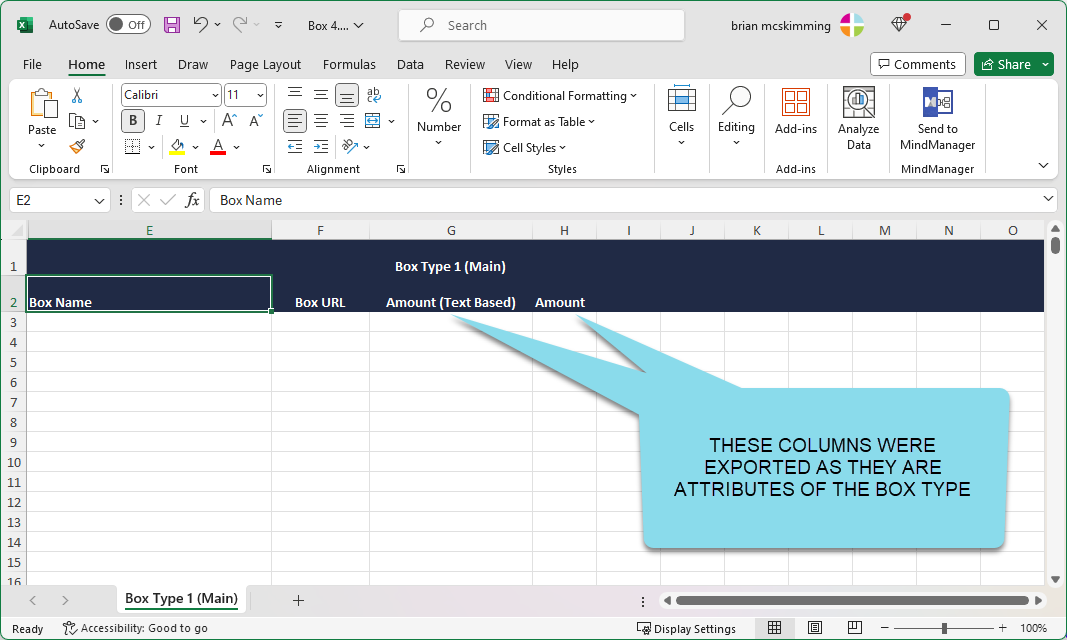 AutoSave Off Box 4.... Search brian mcskimming
File Home Insert Draw Page Layout Formulas Data Review View Help Comments Share
Paste
Clipboard
Calibri 11
B I U A A
A
Font
ab
Alignment
%
Number
Conditional Formatting
Format as Table
Cell Styles
Styles
Cells
Editing
Add-ins
Add-ins
Analyze
Data
Send to
MindManager
MindManager
E2 fx Box Name
E F G H I J K L M N O
1 Box Type 1 (Main)
2 Box Name Box URL Amount (Text Based) Amount
3
4
5
6
7
8
9
10
11
12
13
14
15
16
THESE COLUMNS WERE
EXPORTED AS THEY ARE
ATTRIBUTES OF THE BOX TYPE
Box Type 1 (Main)
Ready Accessibility: Good to go Display Settings 100%